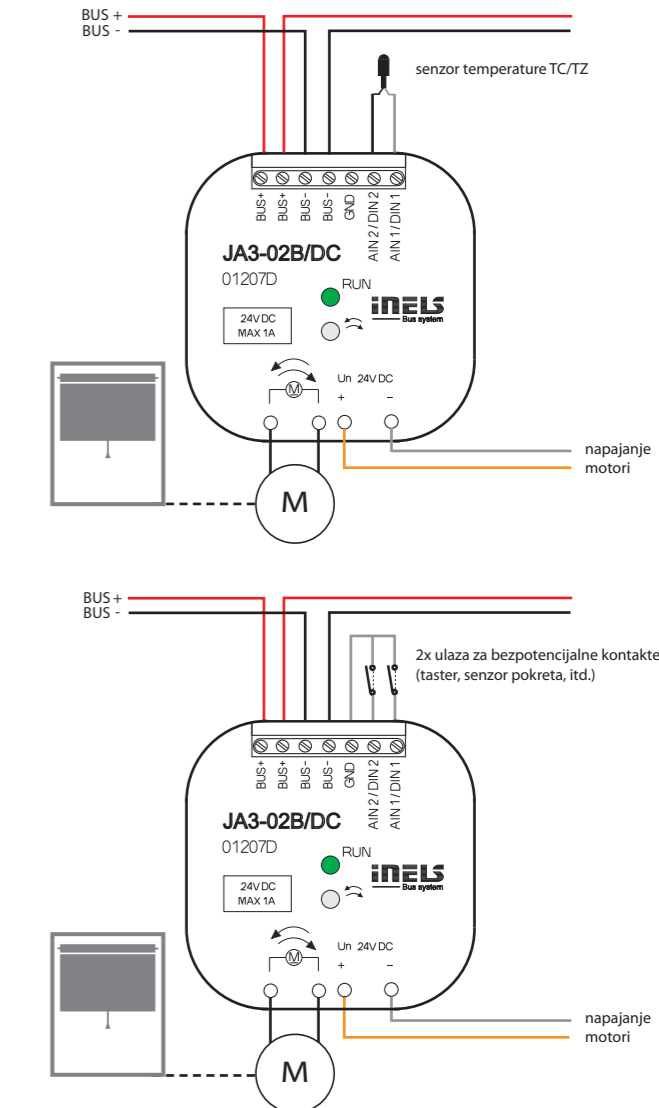 BUS +
BUS -
senzor temperature TC/TZ
BUS+
BUS+
BUS-
BUS-
GND
AIN 2 / DIN 2
AIN 1 / DIN 1
JA3-02B/DC
01207D
RUN
24V DC
MAX 1A
iNELS
Bus system
M
Un 24V DC
+ -
napajanje
motori
M
BUS +
BUS -
2x ulaza za bezpotencijalne kontakte
(taster, senzor pokreta, itd.)
BUS+
BUS+
BUS-
BUS-
GND
AIN 2 / DIN 2
AIN 1 / DIN 1
JA3-02B/DC
01207D
RUN
24V DC
MAX 1A
iNELS
Bus system
M
Un 24V DC
+ -
napajanje
motori
M